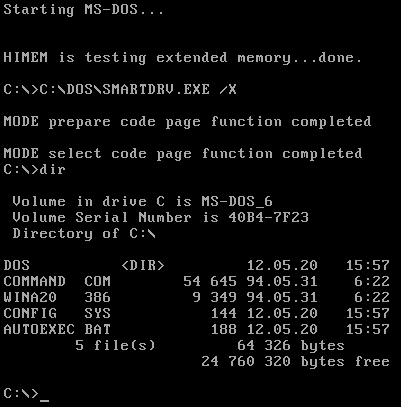 Starting MS-DOS...
HIMEM is testing extended memory...done.
C:\>C:\DOS\SMARTDRV.EXE /X
MODE prepare code page function completed
MODE select code page function completed
C:\>dir
Volume in drive C is MS-DOS_6
Volume Serial Number is 40B4-7F23
Directory of C:\
DOS <DIR> 12.05.20 15:57
COMMAND COM 54 645 94.05.31 6:22
WINA20 386 9 349 94.05.31 6:22
CONFIG SYS 144 12.05.20 15:57
AUTOEXEC BAT 188 12.05.20 15:57
5 file(s) 64 326 bytes
24 760 320 bytes free
C:\>_